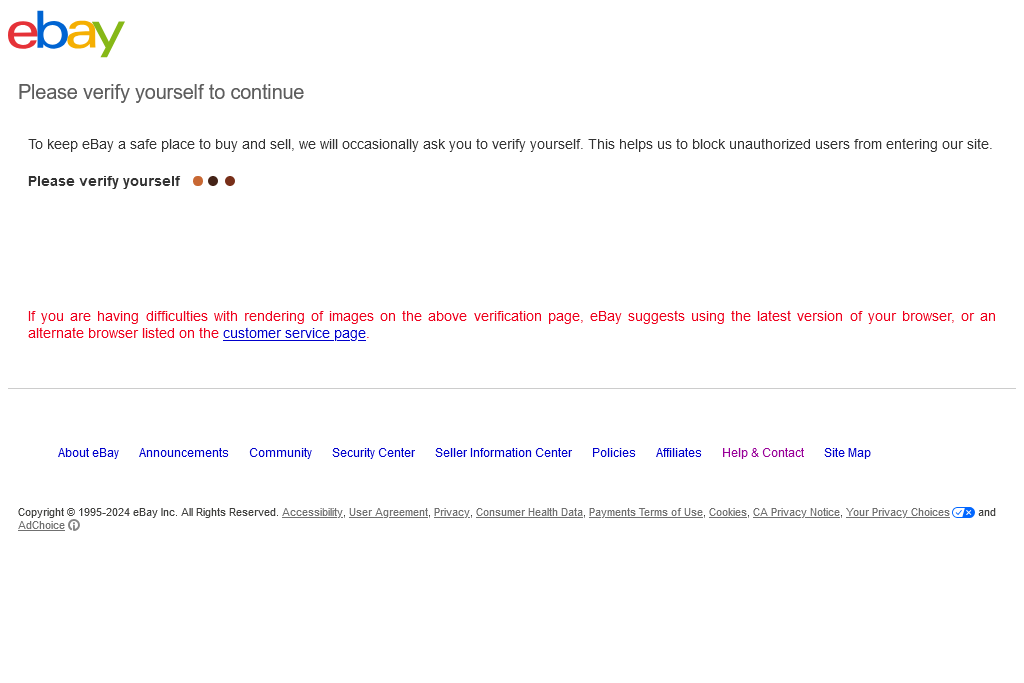 ebay
Please verify yourself to continue
To keep eBay a safe place to buy and sell, we will occasionally ask you to verify yourself. This helps us to block unauthorized users from entering our site.
Please verify yourself
If you are having difficulties with rendering of images on the above verification page, eBay suggests using the latest version of your browser, or an
alternate browser listed on the customer service page.
About eBay Announcements Community Security Center Seller Information Center Policies Affiliates Help & Contact Site Map
Copyright © 1995-2024 eBay Inc. All Rights Reserved. Accessibility, User Agreement, Privacy, Consumer Health Data, Payments Terms of Use, Cookies, CA Privacy Notice, Your Privacy Choices and
AdChoice